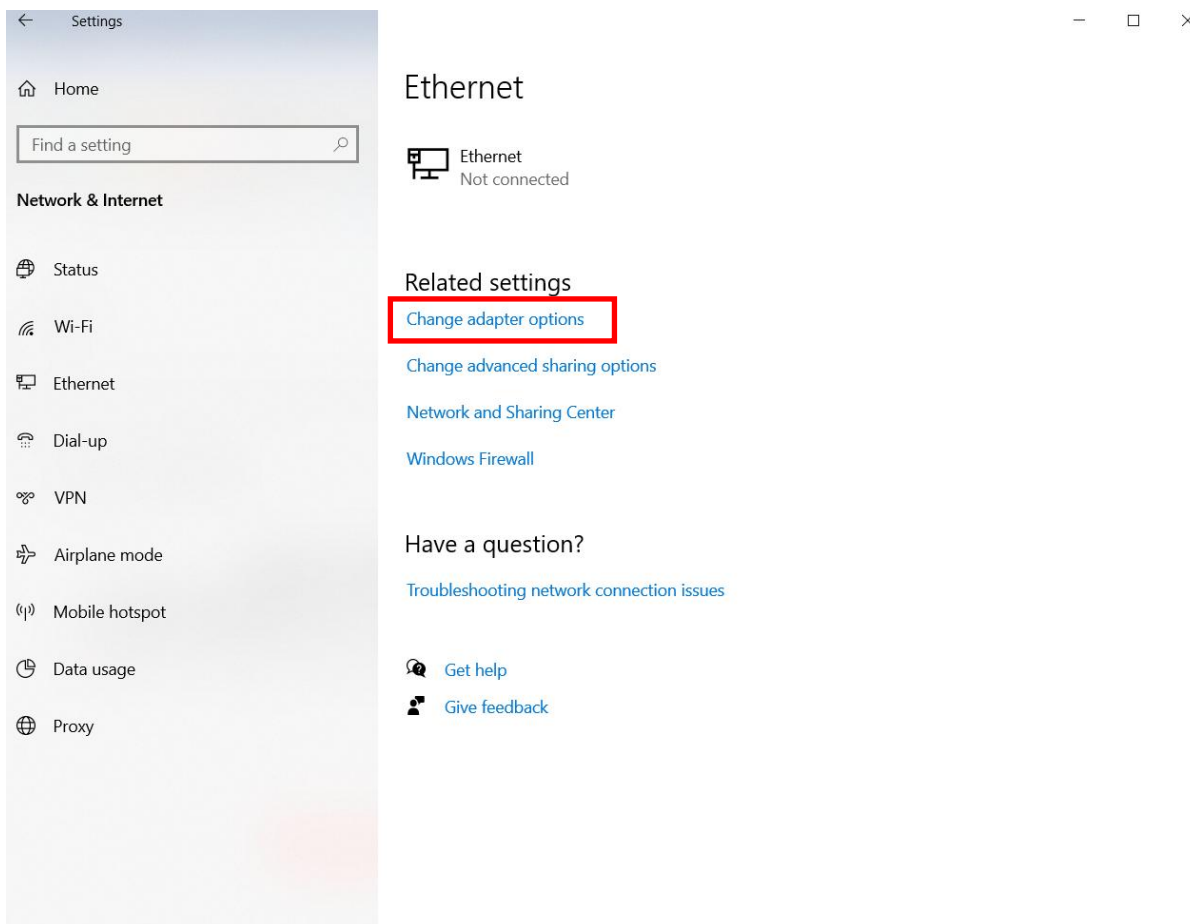 Settings
Home
Find a setting
Network & Internet
Status
Wi-Fi
Ethernet
Dial-up
VPN
Airplane mode
Mobile hotspot
Data usage
Proxy
Ethernet
Ethernet
Not connected
Related settings
Change adapter options
Change advanced sharing options
Network and Sharing Center
Windows Firewall
Have a question?
Troubleshooting network connection issues
Get help
Give feedback